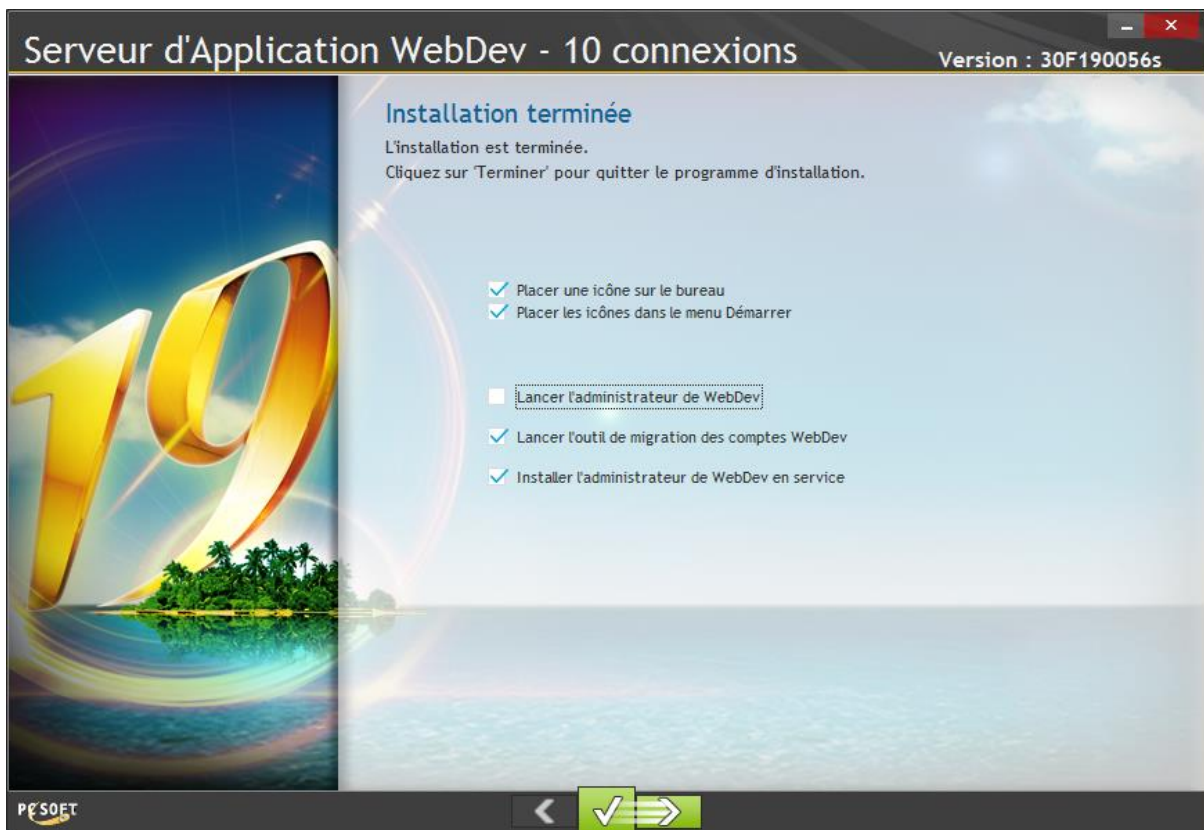 Serveur d'Application WebDev - 10 connexions
Version : 30F190056s
Installation terminée
L'installation est terminée.
Cliquez sur 'Terminer' pour quitter le programme d'installation.
Placer une icône sur le bureau
Placer les icônes dans le menu Démarrer
Lancer l'administrateur de WebDev
Lancer l'outil de migration des comptes WebDev
Installer l'administrateur de WebDev en service
19
PC SOFT